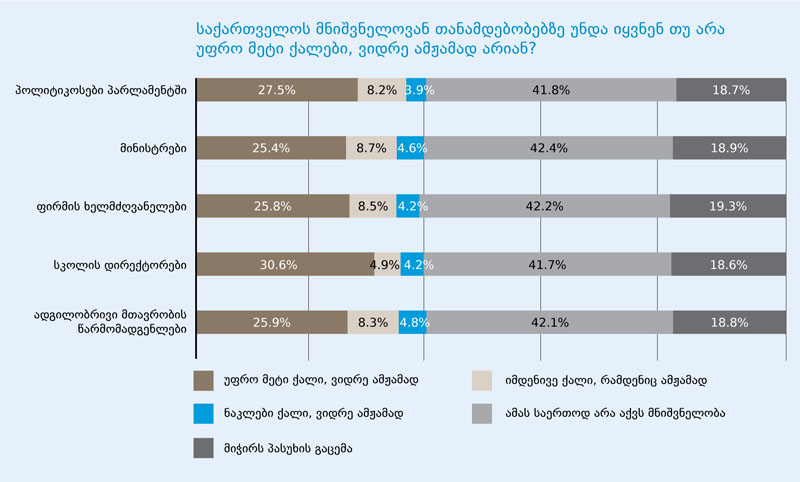 საქართველოს მნიშვნელოვან თანამდებობებზე უნდა იყვნენ თუ არა
უფრო მეტი ქალები, ვიდრე ამჟამად არიან?
პოლიტიკოსები პარლამენტში
27.5% 8.2% 3.9% 41.8% 18.7%
მინისტრები
25.4% 8.7% 4.6% 42.4% 18.9%
ფირმის ხელმძღვანელები
25.8% 8.5% 4.2% 42.2% 19.3%
სკოლის დირექტორები
30.6% 4.9% 4.2% 41.7% 18.6%
ადგილობრივი მთავრობის
წარმომადგენლები
25.9% 8.3% 4.8% 42.1% 18.8%
უფრო მეტი ქალი, ვიდრე ამჟამად
იმდენივე ქალი, რამდენიც ამჟამად
ნაკლები ქალი, ვიდრე ამჟამად
ამას საერთოდ არა აქვს მნიშვნელობა
მიჭირს პასუხის გაცემა